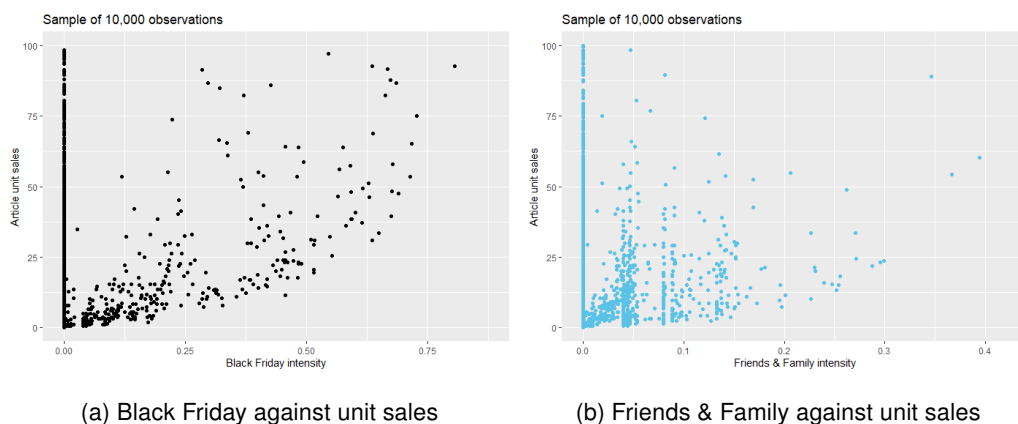 Sample of 10,000 observations
100
75
50
25
0
Article unit sales
0.00 0.25 0.50 0.75
Black Friday intensity
(a) Black Friday against unit sales
Sample of 10,000 observations
100
75
50
25
0
Article unit sales
0.0 0.1 0.2 0.3 0.4
Friends & Family intensity
(b) Friends & Family against unit sales